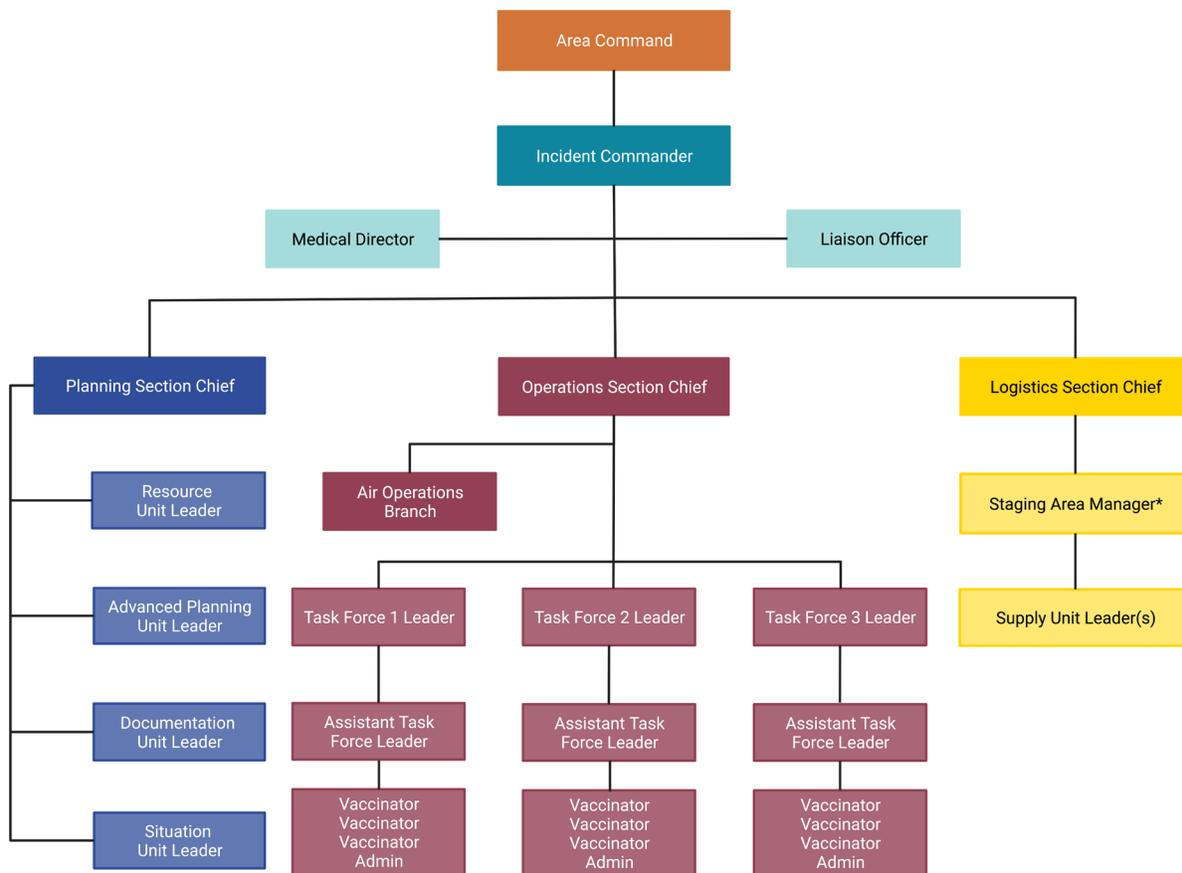 Area Command
Incident Commander
Medical Director
Liaison Officer
Planning Section Chief
Operations Section Chief
Logistics Section Chief
Resource
Unit Leader
Air Operations
Branch
Staging Area Manager*
Advanced Planning
Unit Leader
Task Force 1 Leader
Task Force 2 Leader
Task Force 3 Leader
Supply Unit Leader(s)
Documentation
Unit Leader
Assistant Task
Force Leader
Assistant Task
Force Leader
Assistant Task
Force Leader
Situation
Unit Leader
Vaccinator
Vaccinator
Vaccinator
Admin
Vaccinator
Vaccinator
Vaccinator
Admin
Vaccinator
Vaccinator
Vaccinator
Admin